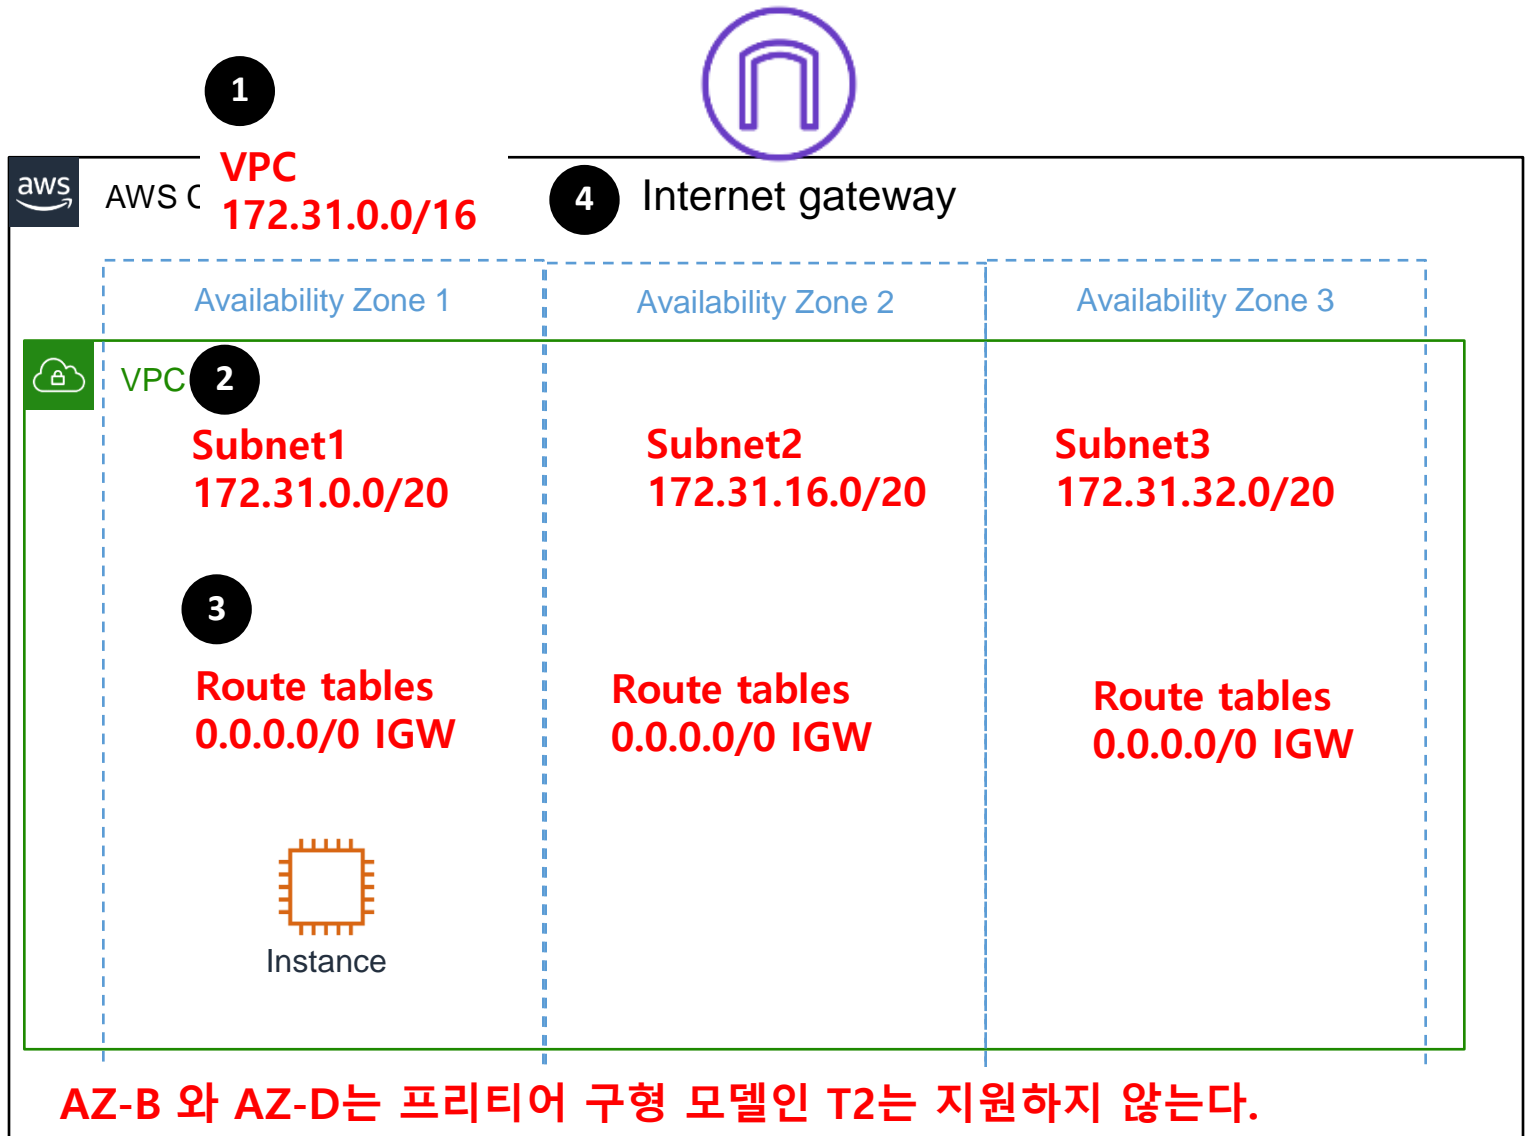 1
VPC
172.31.0.0/16
aws
AWS C
4
Internet gateway
Availability Zone 1
Availability Zone 2
Availability Zone 3
VPC
2
Subnet1
172.31.0.0/20
Subnet2
172.31.16.0/20
Subnet3
172.31.32.0/20
3
Route tables
0.0.0.0/0 IGW
Route tables
0.0.0.0/0 IGW
Route tables
0.0.0.0/0 IGW
Instance
AZ-B 와 AZ-D는 프리티어 구형 모델인 T2는 지원하지 않는다.